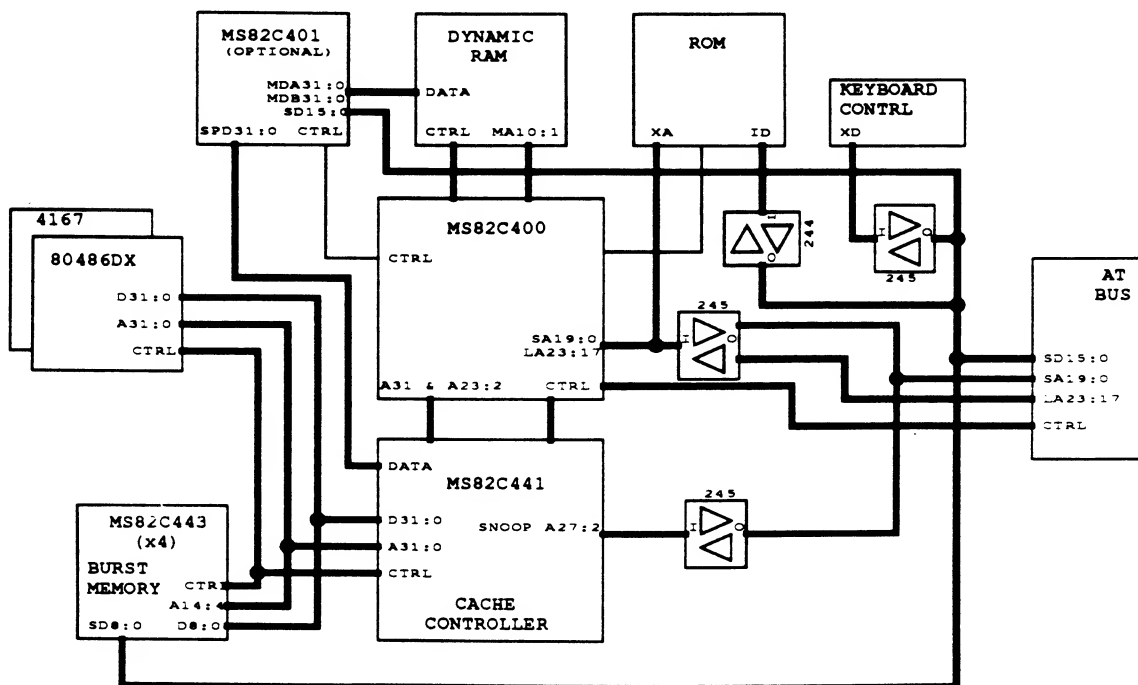 MS82C401
(OPTIONAL)
MDA31:0
MDB31:0
SD15:0
SPD31:0 CTRL
DYNAMIC
RAM
DATA
CTRL MA10:1
ROM
XA ID
KEYBOARD
CONTRL
XD
4167
80486DX
D31:0
A31:0
CTRL
MS82C400
CTRL
SA19:0
LA23:17
A31 & A23:2 CTRL
I
O
244
I
O
245
245
I
O
AT
BUS
SD15:0
SA19:0
LA23:17
CTRL
MS82C441
DATA
D31:0
A31:0
CTRL
SNOOP A27:2
CACHE
CONTROLLER
245
I
O
MS82C443
(x4)
BURST
MEMORY
CTRL
A14:4
SD8:0 D8:0